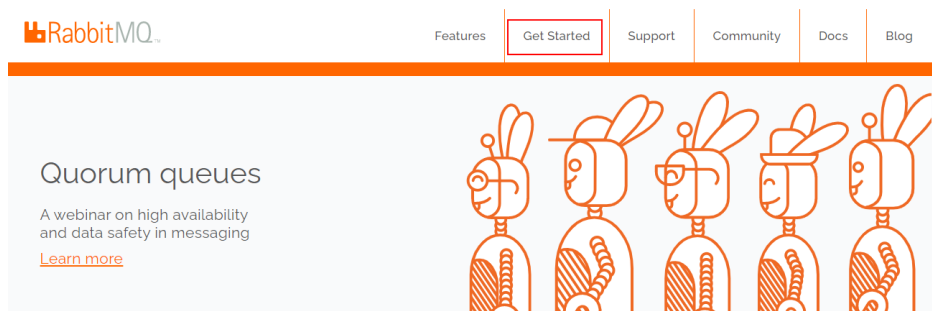 RabbitMQ
Features
Get Started
Support
Community
Docs
Blog
Quorum queues
A webinar on high availability
and data safety in messaging
Learn more